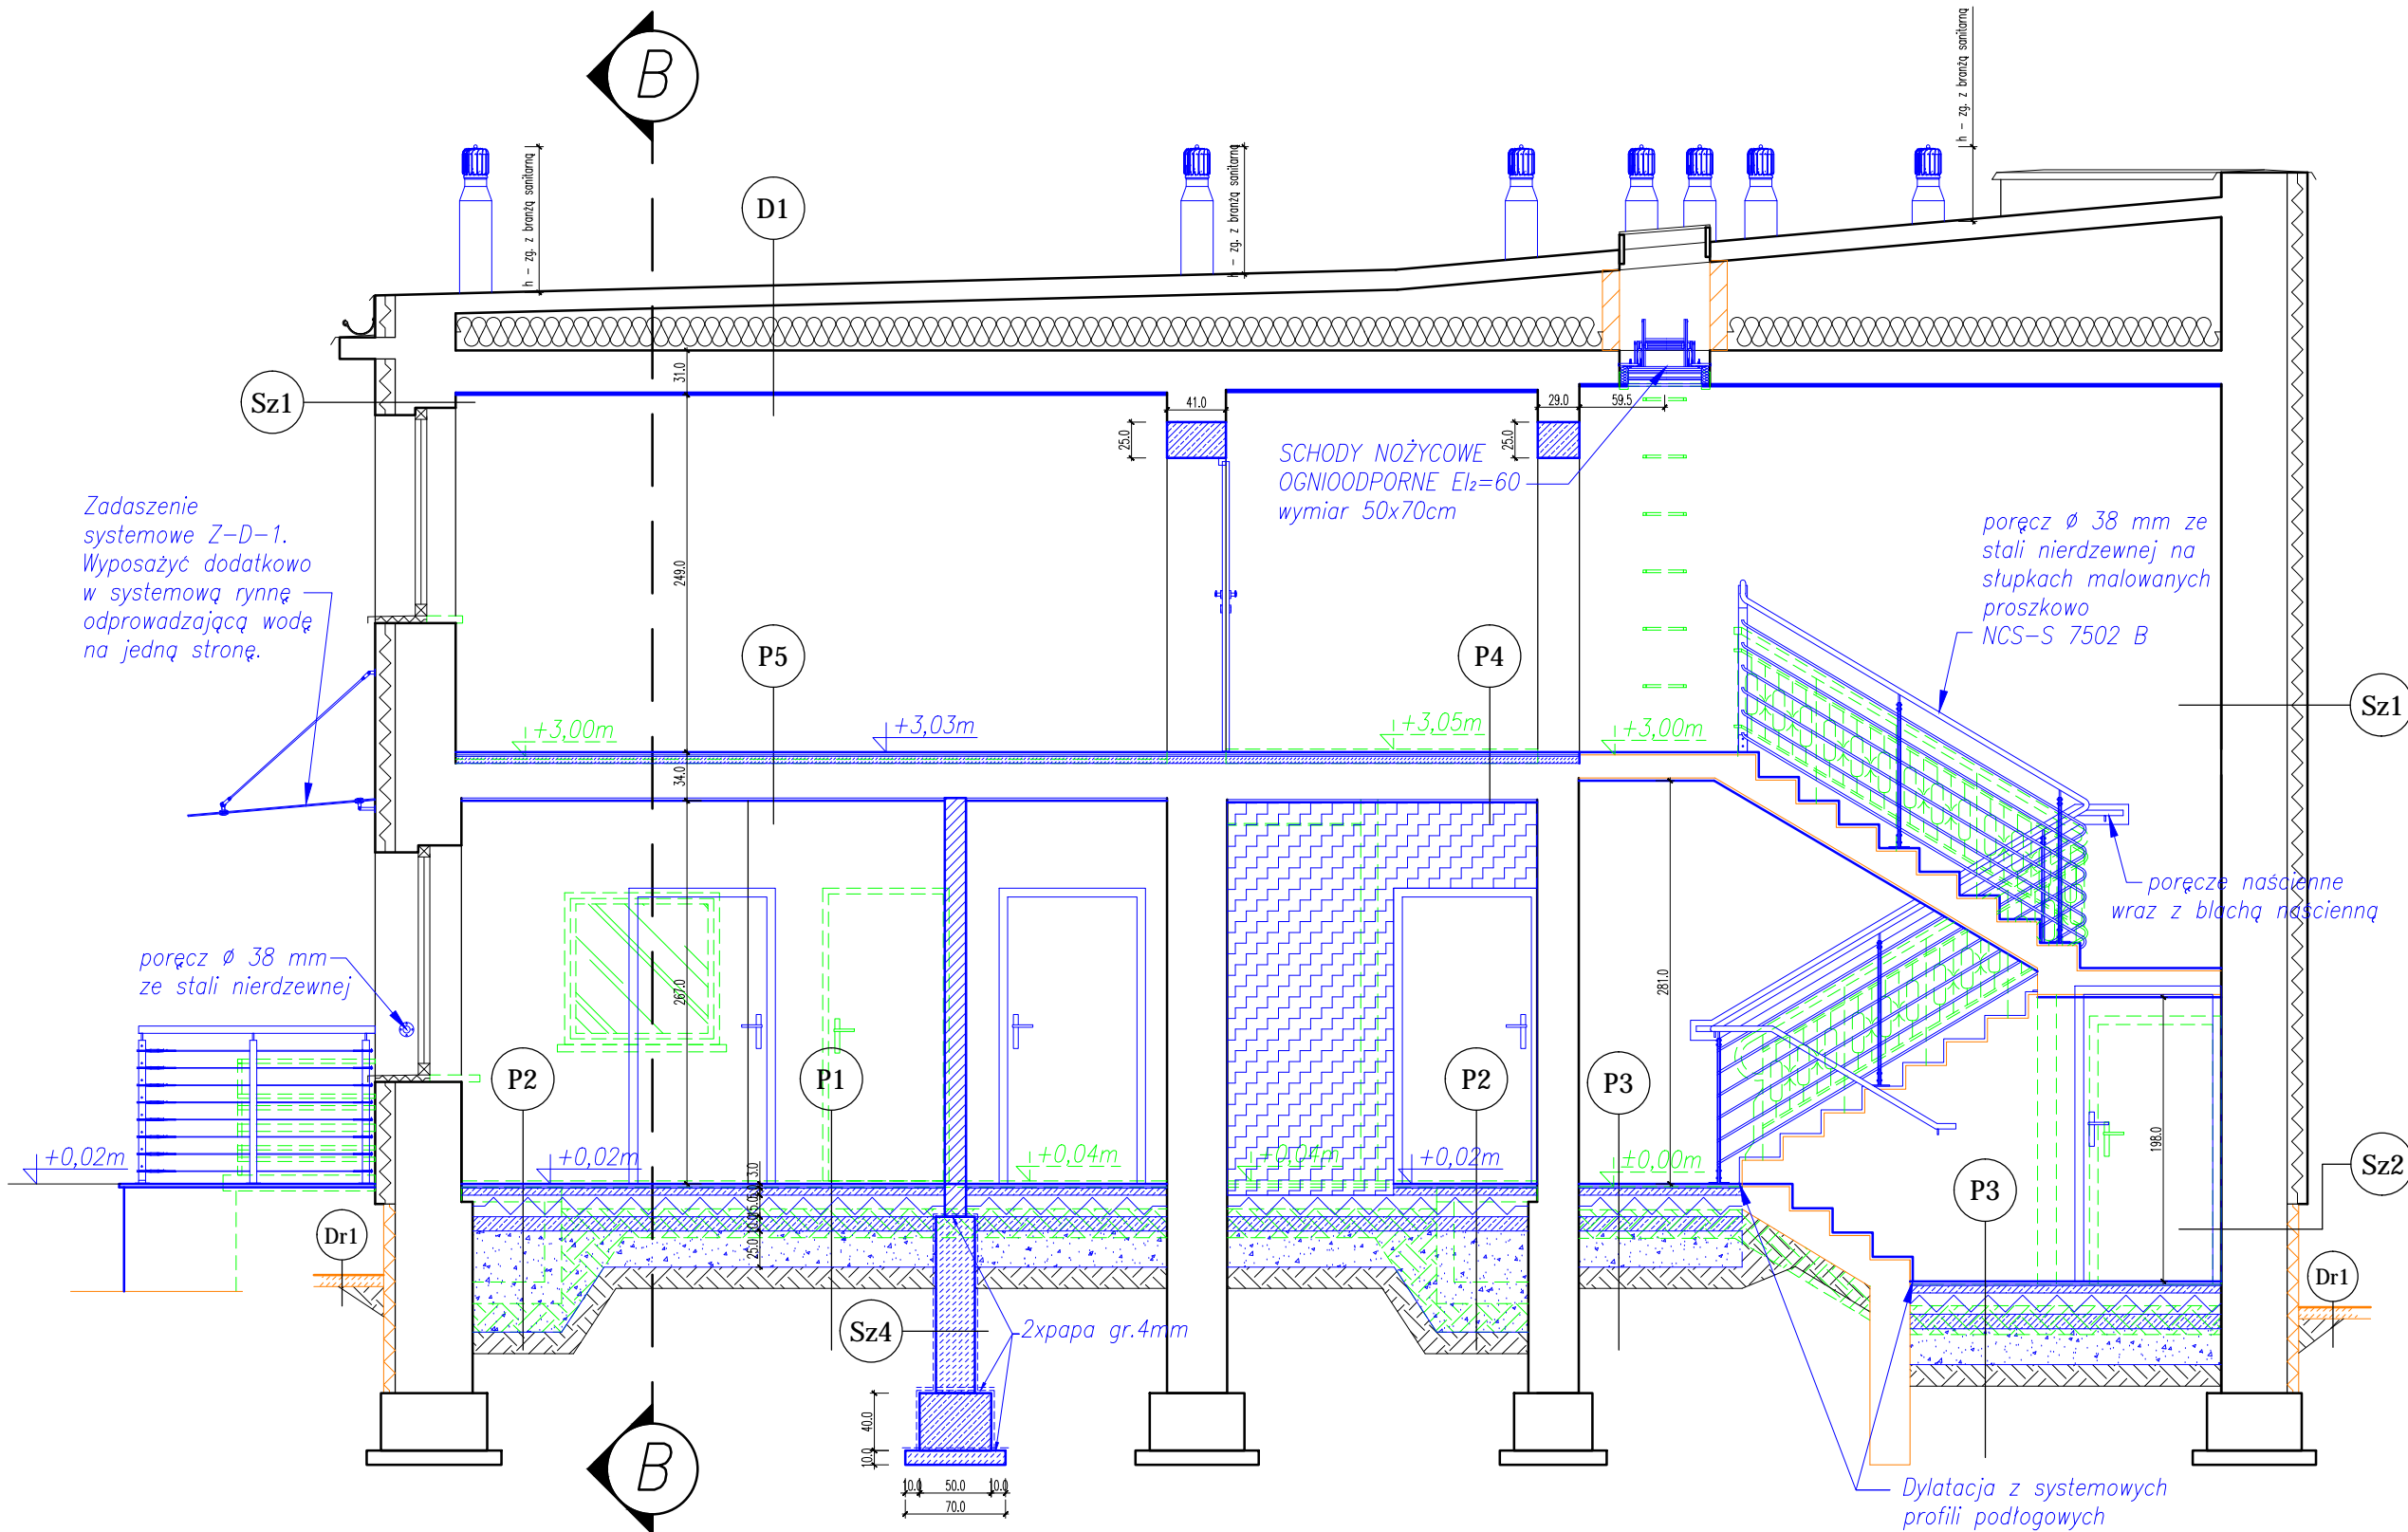 B
h - zg. z branżą sanitarną
h - zg. z branżą sanitarną
h - zg. z branżą sanitarną
D1
Sz1
31.0
41.0
29.0
59.5
25.0
25.0
SCHODY NOŻYCOWE
OGNIOODPORNE EI₂=60
wymiar 50x70cm
Zadaszenie
systemowe Z-D-1.
Wyposażyć dodatkowo
w systemową rynnę
odprowadzającą wodę
na jedną stronę.
249.0
poręcz ø 38 mm ze
stali nierdzewnej na
słupkach malowanych
proszkowo
NCS-S 7502 B
P5
P4
Sz1
+3,00m
+3,03m
+3,05m
+3,00m
34.0
poręcze naścienne
wraz z blachą naścienną
poręcz ø 38 mm
ze stali nierdzewnej
267.0
281.0
198.0
P2
P1
P2
P3
+0,02m
+0,02m
+0,04m
+0,04m
+0,02m
±0,00m
3.0
25.0
Sz2
P3
Dr1
Dr1
Sz4
2xpapa gr.4mm
40.0
10.0
10.0
50.0
10.0
70.0
B
Dylatacja z systemowych
profili podłogowych